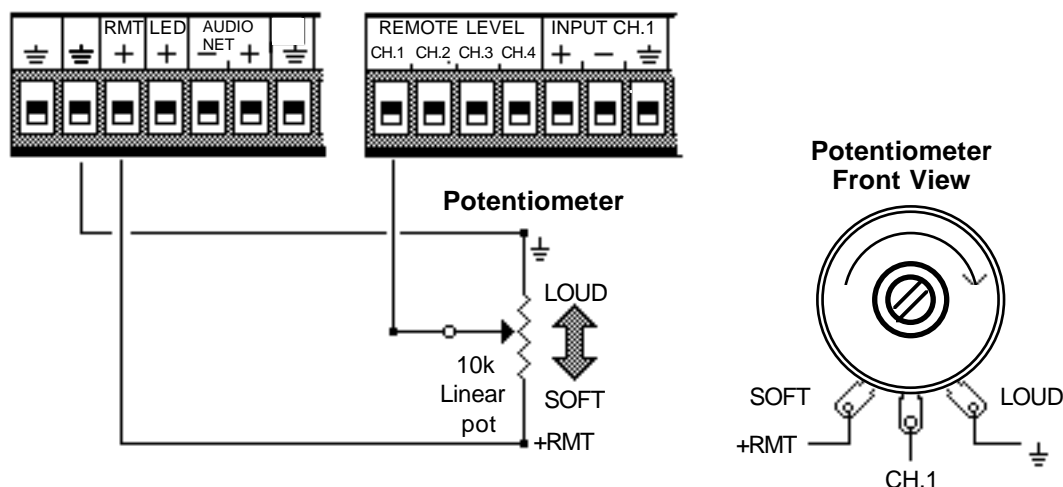 RMT LED AUDIO NET
+ + – + 
REMOTE LEVEL INPUT CH.1
CH.1 CH.2 CH.3 CH.4 + –
Potentiometer
LOUD
10k
Linear
pot
SOFT
+RMT
Potentiometer
Front View
SOFT
LOUD
+RMT
CH.1